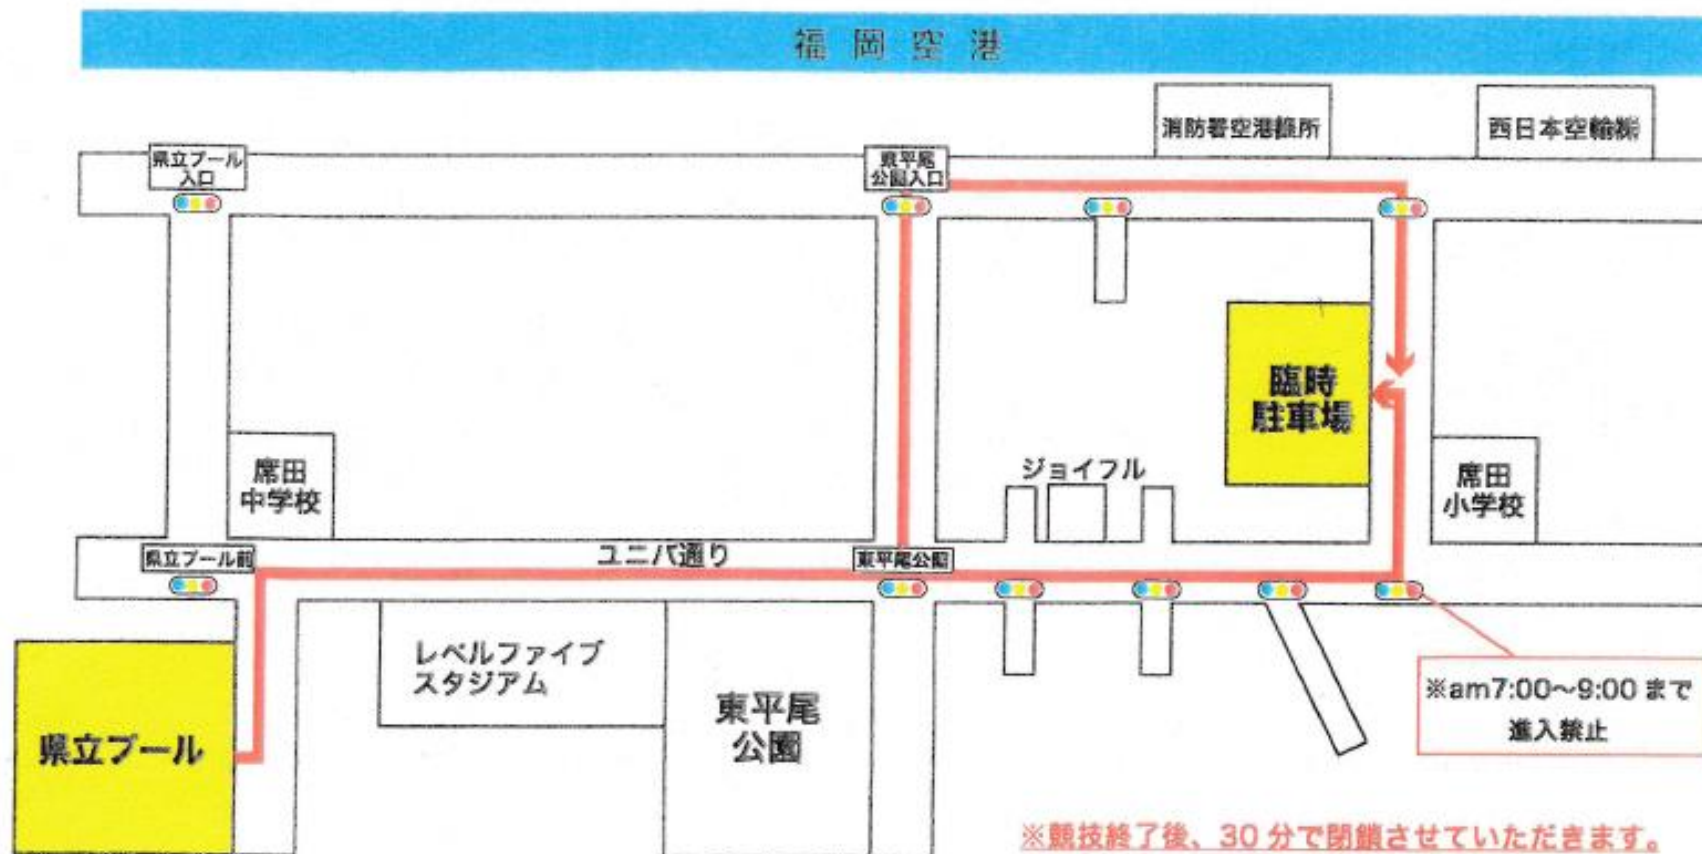 福岡空港
消防署空港出張所
西日本空輸㈱
県立プール
入口
東平尾
公園入口
臨時
駐車場
席田
中学校
ジョイフル
席田
小学校
県立プール前
ユニバ通り
東平尾公園
レベルファイブ
スタジアム
東平尾
公園
県立プール
※am7:00~9:00 まで
進入禁止
※競技終了後、30 分で閉鎖させていただきます。